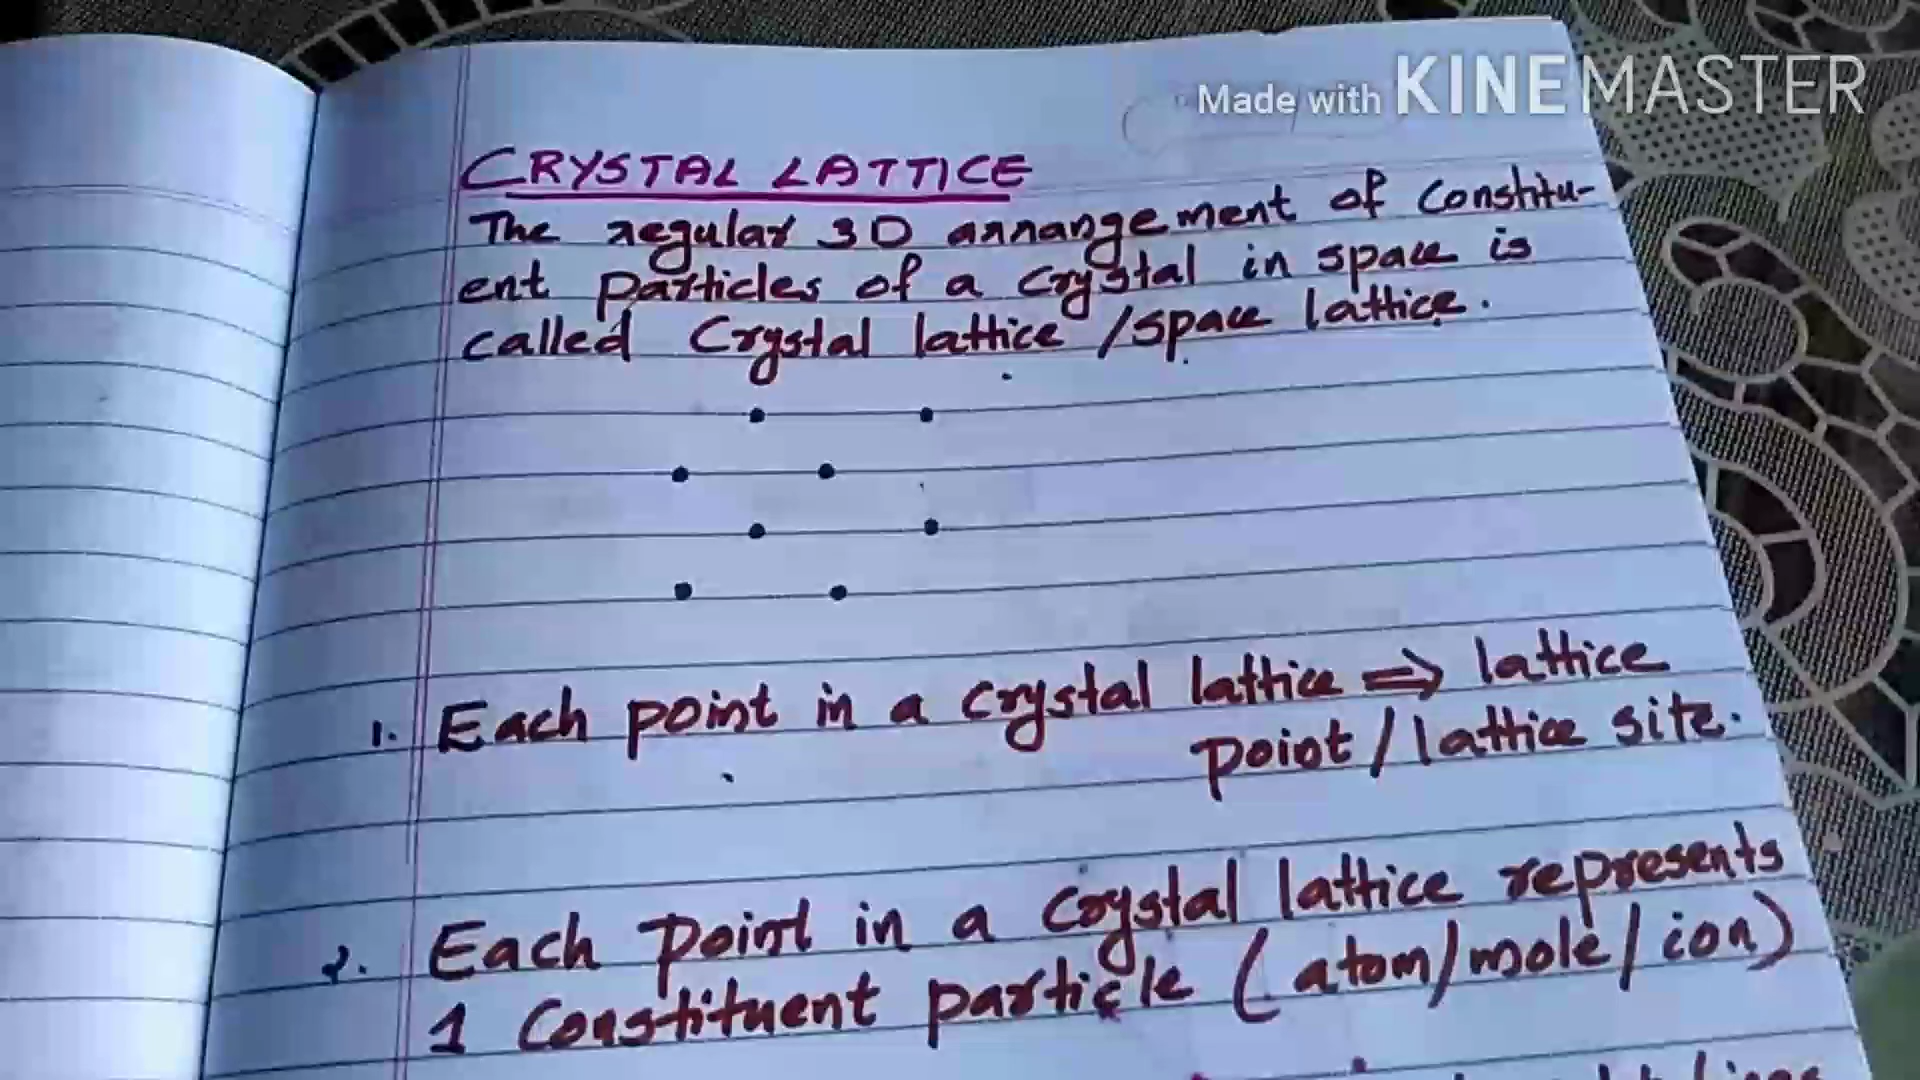 Made with KINEMASTER
CRYSTAL LATTICE
The regular 3D arrangement of Constitu-
ent particles of a crystal in space is
called Crystal lattice / space lattice.
1. Each point in a crystal lattice ⇒ lattice
point / lattice site.
2. Each point in a crystal lattice represents
1 Constituent particle (atom/mole/ion)